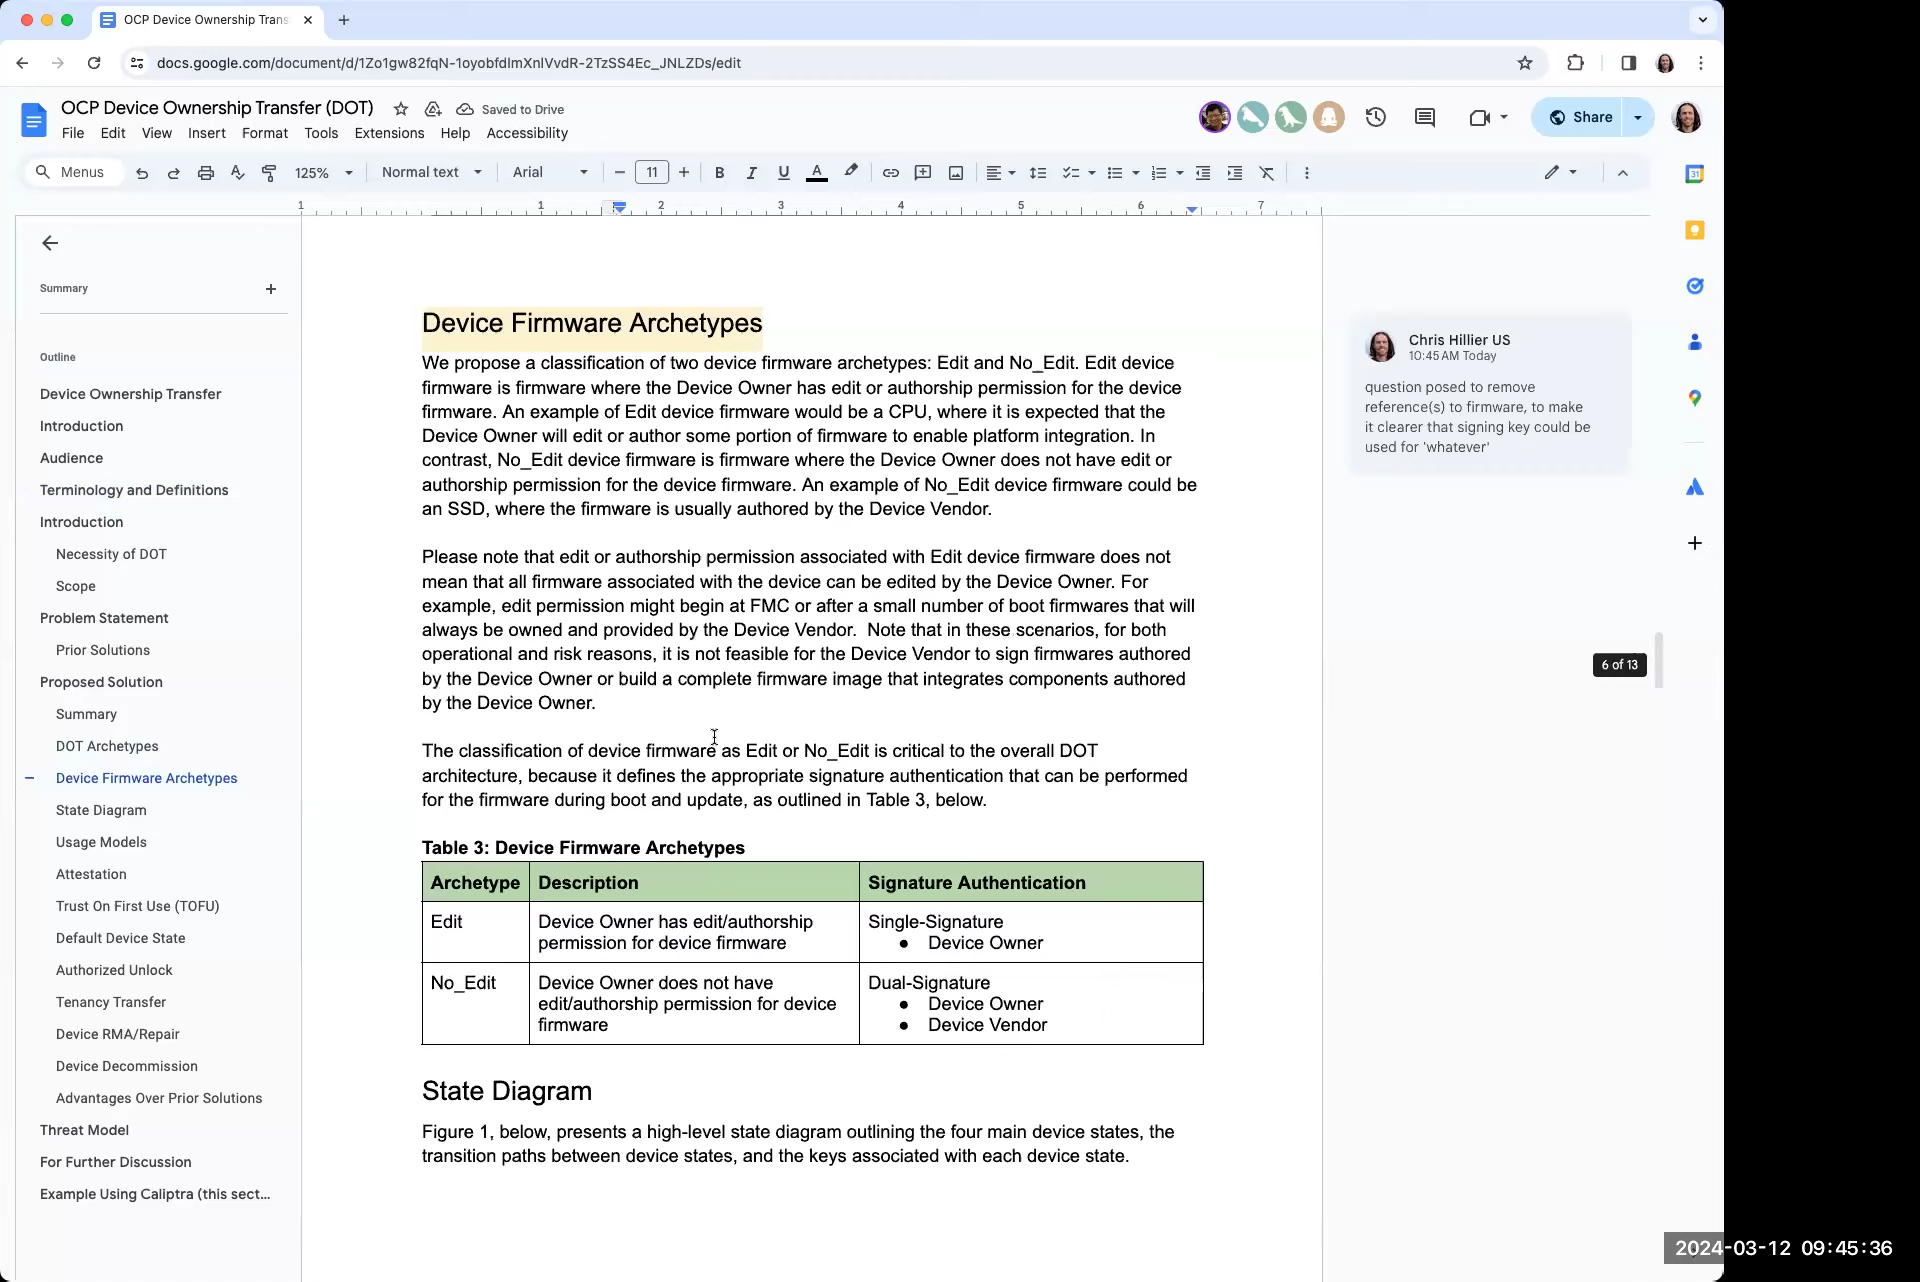 OCP Device Ownership Trans
docs.google.com/document/d/1Zo1gw82fqN-1oyobfdlmXnlVvdR-2TzSS4Ec_JNLZDs/edit
OCP Device Ownership Transfer (DOT)
Saved to Drive
File Edit View Insert Format Tools Extensions Help Accessibility
Share
Menus
125%
Normal text
Arial
11
B I U A
31
1 1 2 3 4 5 6 7
Summary
Outline
Device Ownership Transfer
Introduction
Audience
Terminology and Definitions
Introduction
Necessity of DOT
Scope
Problem Statement
Prior Solutions
Proposed Solution
Summary
DOT Archetypes
Device Firmware Archetypes
State Diagram
Usage Models
Attestation
Trust On First Use (TOFU)
Default Device State
Authorized Unlock
Tenancy Transfer
Device RMA/Repair
Device Decommission
Advantages Over Prior Solutions
Threat Model
For Further Discussion
Example Using Caliptra (this sect...
Device Firmware Archetypes
We propose a classification of two device firmware archetypes: Edit and No_Edit. Edit device
firmware is firmware where the Device Owner has edit or authorship permission for the device
firmware. An example of Edit device firmware would be a CPU, where it is expected that the
Device Owner will edit or author some portion of firmware to enable platform integration. In
contrast, No_Edit device firmware is firmware where the Device Owner does not have edit or
authorship permission for the device firmware. An example of No_Edit device firmware could be
an SSD, where the firmware is usually authored by the Device Vendor.
Please note that edit or authorship permission associated with Edit device firmware does not
mean that all firmware associated with the device can be edited by the Device Owner. For
example, edit permission might begin at FMC or after a small number of boot firmwares that will
always be owned and provided by the Device Vendor.  Note that in these scenarios, for both
operational and risk reasons, it is not feasible for the Device Vendor to sign firmwares authored
by the Device Owner or build a complete firmware image that integrates components authored
by the Device Owner.
The classification of device firmware as Edit or No_Edit is critical to the overall DOT
architecture, because it defines the appropriate signature authentication that can be performed
for the firmware during boot and update, as outlined in Table 3, below.
Table 3: Device Firmware Archetypes
Archetype Description Signature Authentication
Edit Device Owner has edit/authorship Single-Signature
permission for device firmware ● Device Owner
No_Edit Device Owner does not have Dual-Signature
edit/authorship permission for device ● Device Owner
firmware ● Device Vendor
State Diagram
Figure 1, below, presents a high-level state diagram outlining the four main device states, the
transition paths between device states, and the keys associated with each device state.
Chris Hillier US
10:45 AM Today
question posed to remove
reference(s) to firmware, to make
it clearer that signing key could be
used for 'whatever'
6 of 13
2024-03-12 09:45:36